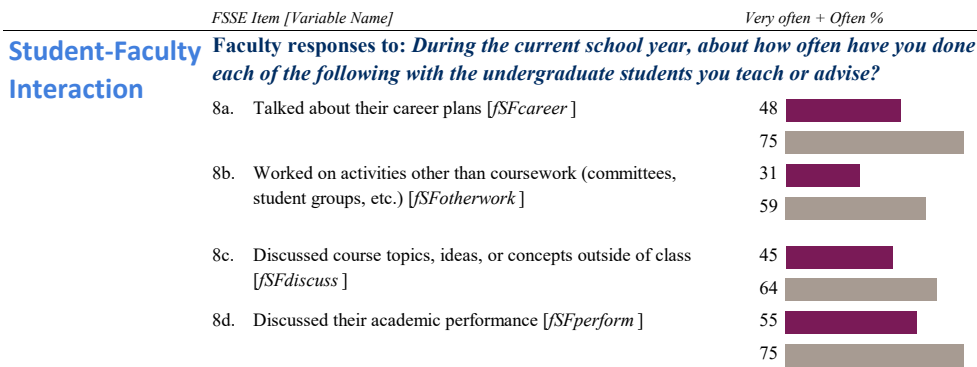 FSSE Item [Variable Name] Very often + Often %
Student-Faculty Interaction
Faculty responses to: During the current school year, about how often have you done
each of the following with the undergraduate students you teach or advise?
8a. Talked about their career plans [fSFcareer ] 48
75
8b. Worked on activities other than coursework (committees, 31
student groups, etc.) [fSFotherwork ] 59
8c. Discussed course topics, ideas, or concepts outside of class 45
[fSFdiscuss ] 64
8d. Discussed their academic performance [fSFperform ] 55
75